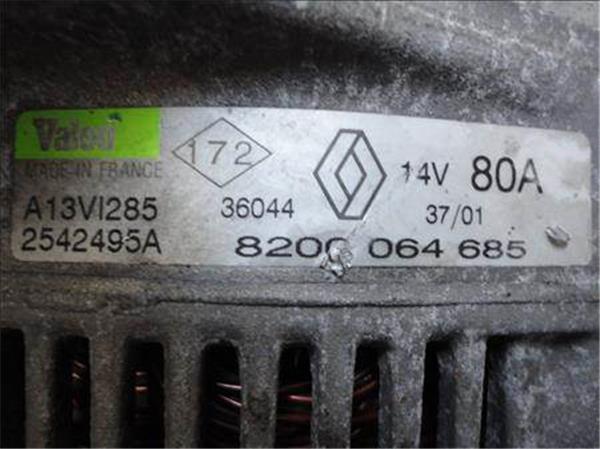 Valeo
MADE IN FRANCE
172
14V 80A
A13VI285 36044 37/01
2542495A 8200 064 685